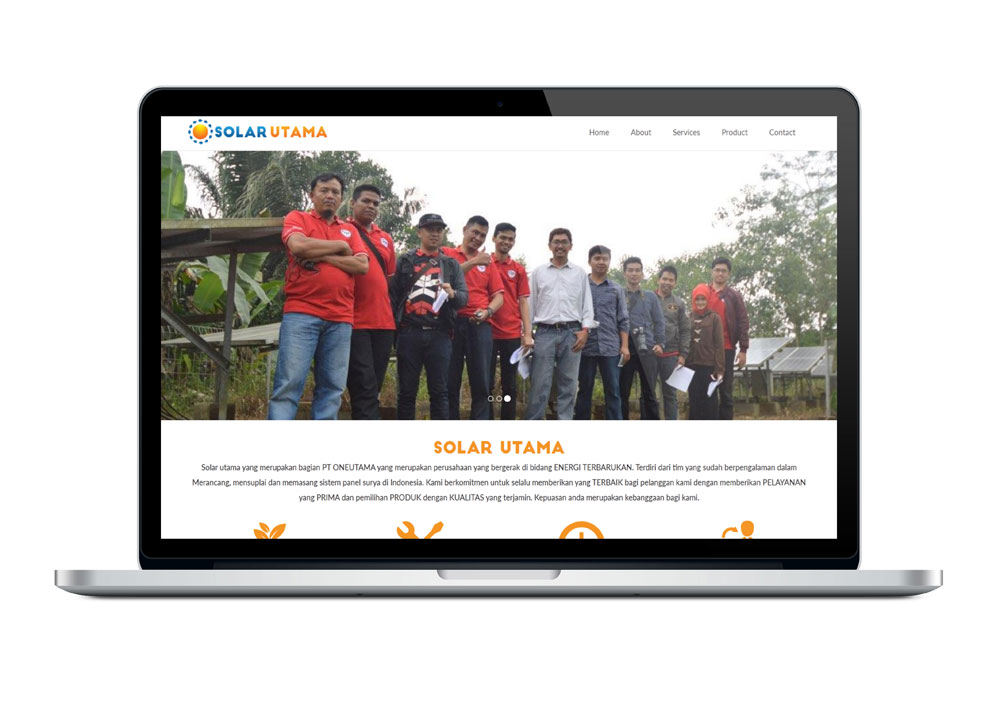 SOLAR UTAMA
Home About Services Product Contact
SOLAR UTAMA
Solar utama yang merupakan bagian PT ONEUTAMA yang merupakan perusahaan yang bergerak di bidang ENERGI TERBARUKAN. Terdiri dari tim yang sudah berpengalaman dalam
Merancang, mensuplai dan memasang sistem panel surya di Indonesia. Kami berkomitmen untuk selalu memberikan yang TERBAIK bagi pelanggan kami dengan memberikan PELAYANAN
yang PRIMA dan pemilihan PRODUK dengan KUALITAS yang terjamin. Kepuasan anda merupakan kebanggaan bagi kami.